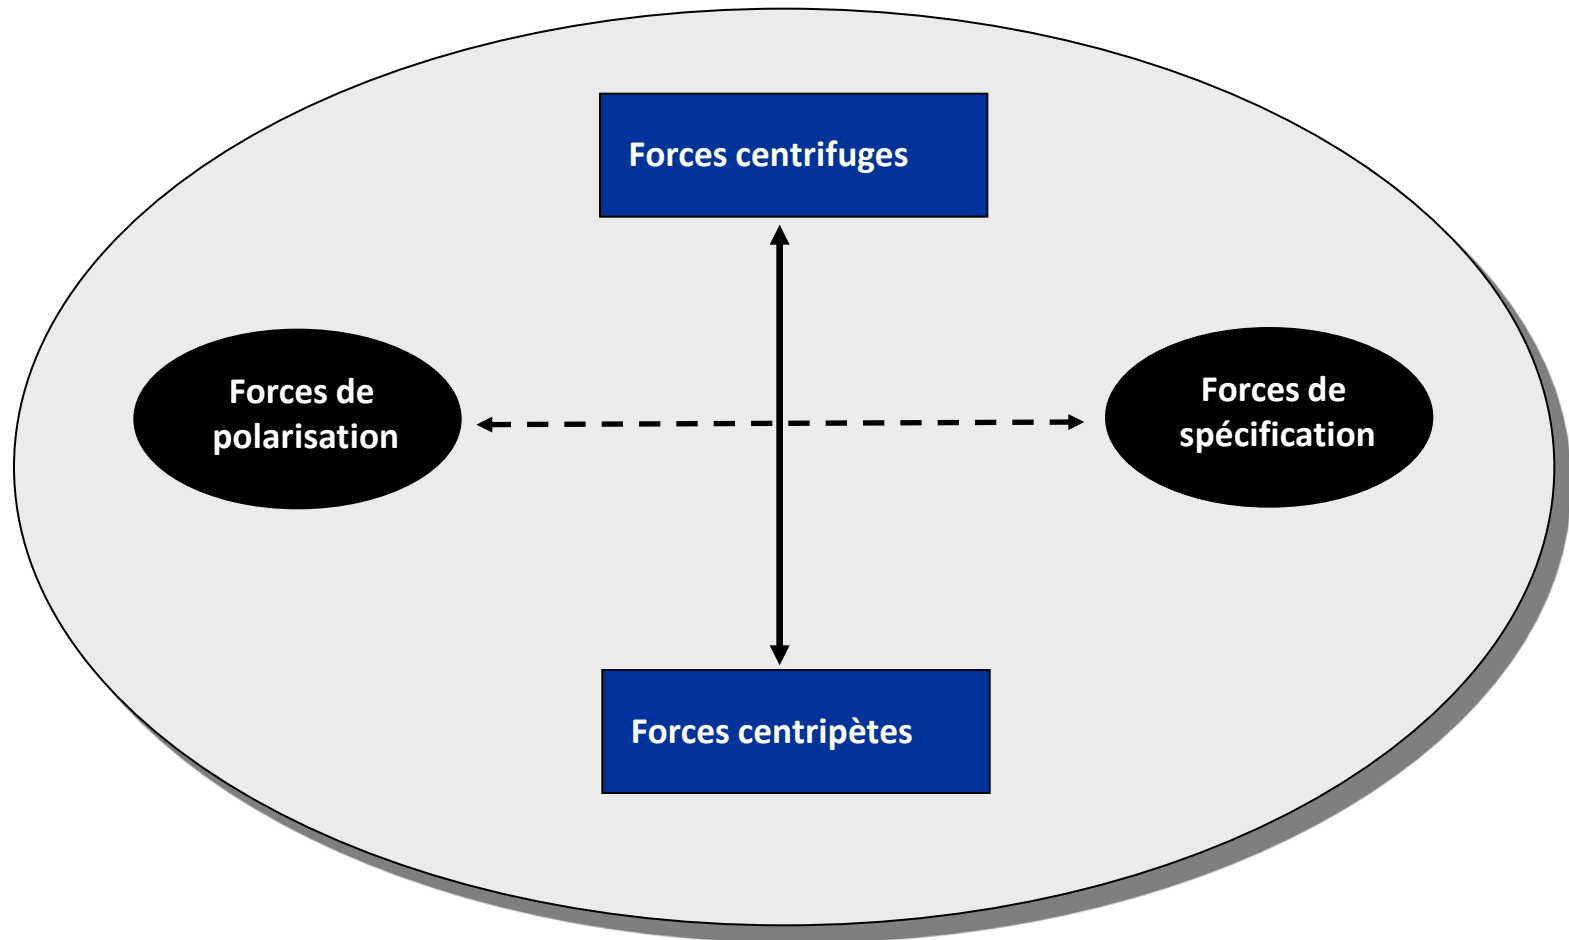 Forces centrifuges
Forces de
polarisation
Forces de
spécification
Forces centripètes